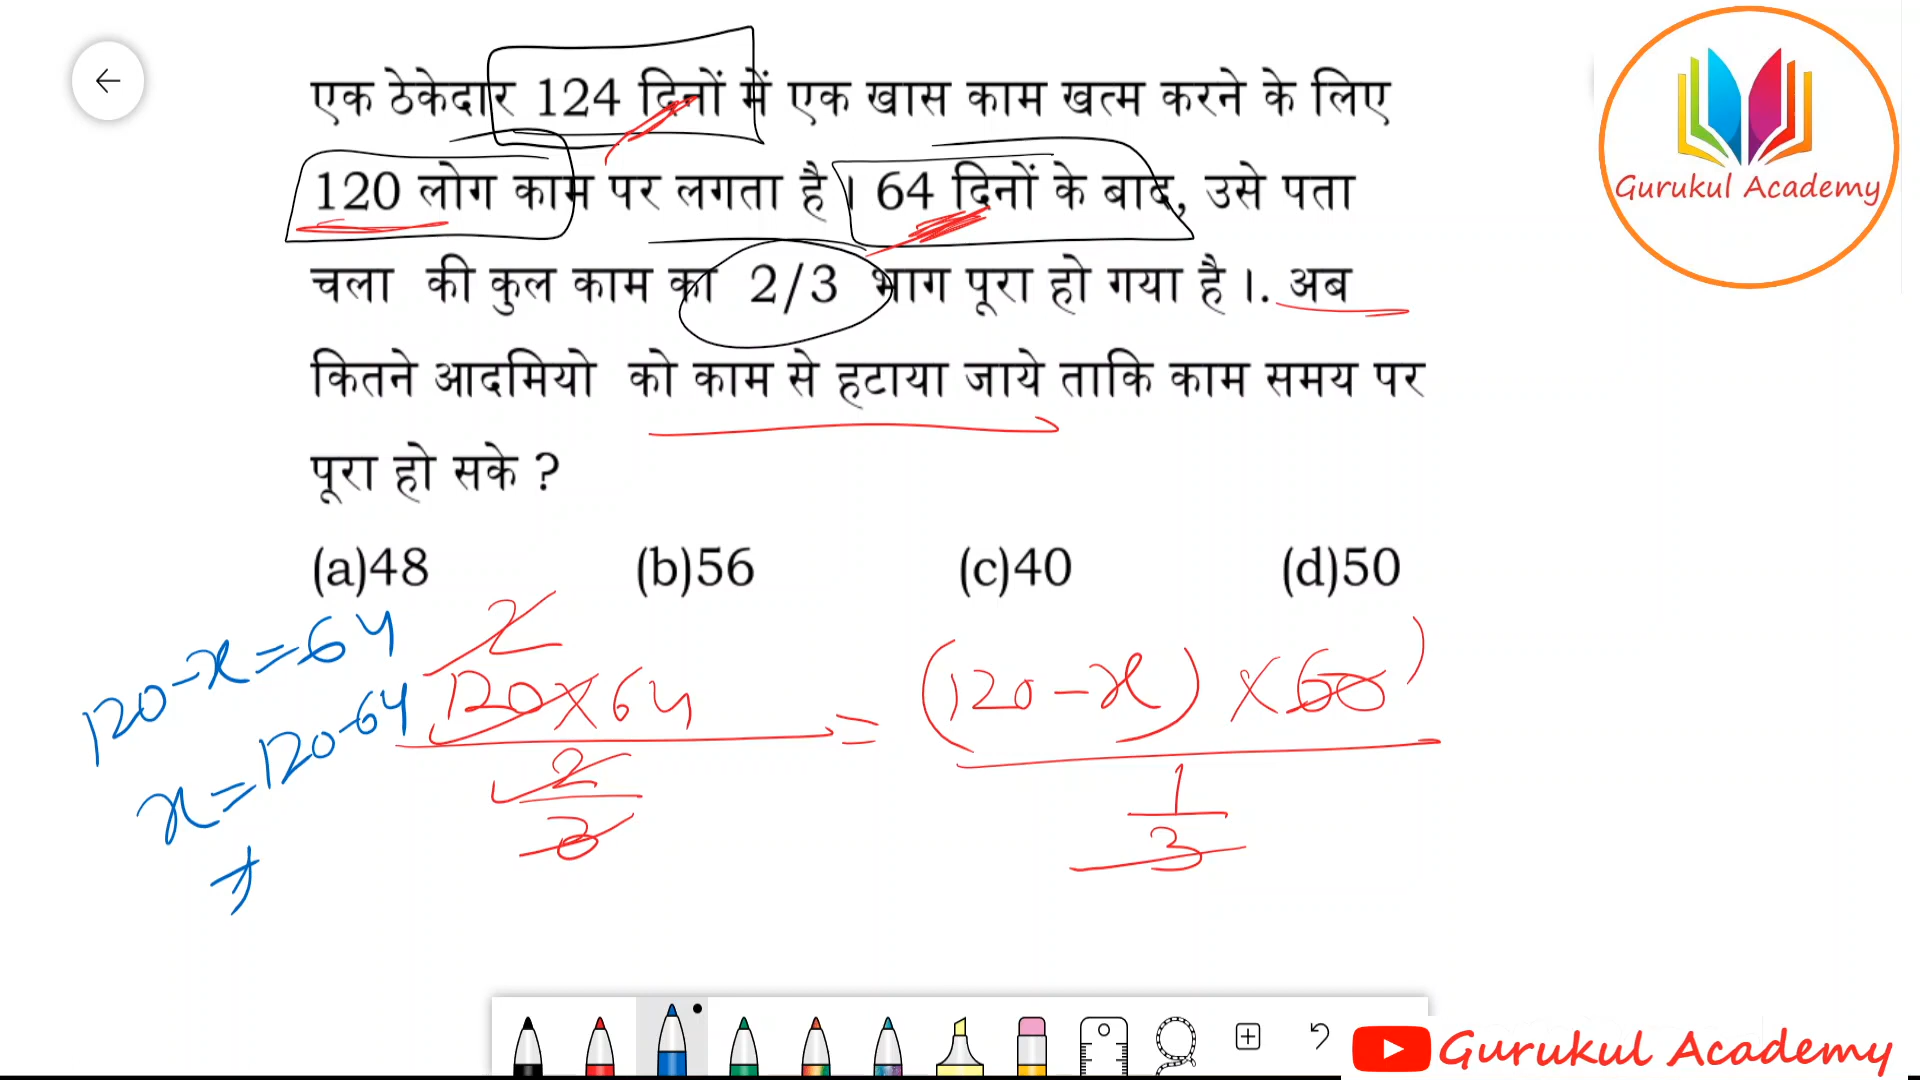 एक ठेकेदार 124 दिनों में एक खास काम खत्म करने के लिए
120 लोग काम पर लगता है । 64 दिनों के बाद, उसे पता
चला की कुल काम का 2/3 भाग पूरा हो गया है ।. अब
कितने आदमियो को काम से हटाया जाये ताकि काम समय पर
पूरा हो सके ?
(a)48 (b)56 (c)40 (d)50
Gurukul Academy
120-x=64
x=120-64
2
120×64
2
3
=
(120-x)×60
1
1
3
Gurukul Academy